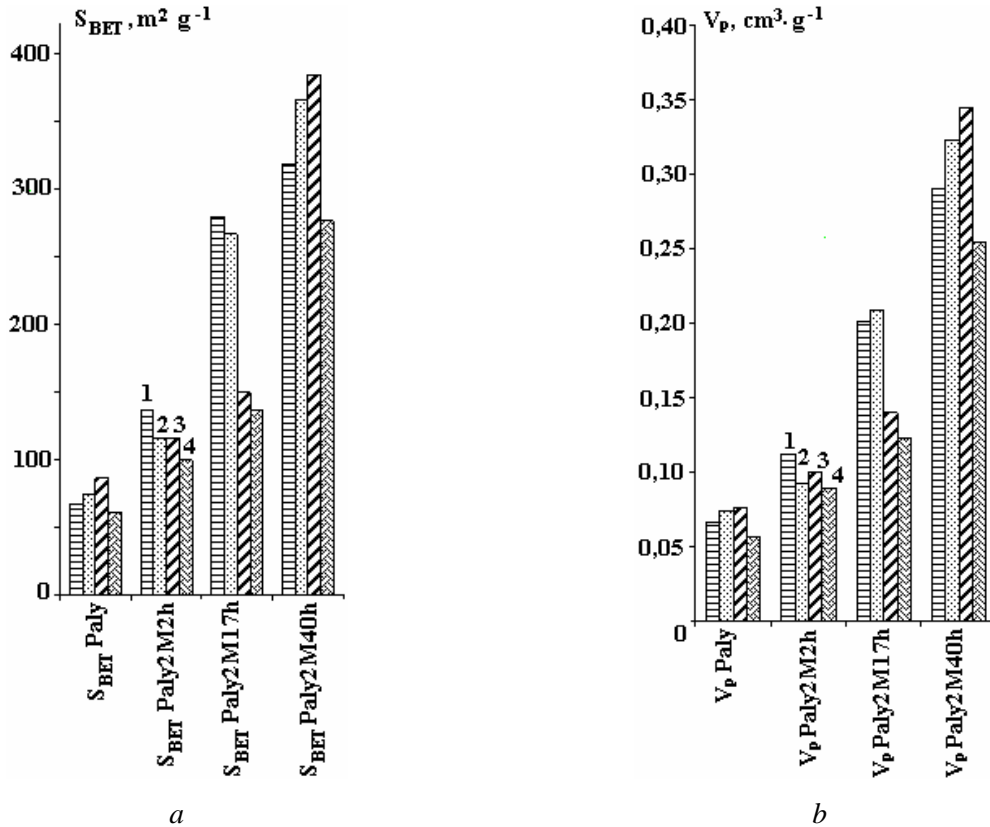 S_BET, m² g⁻¹
400
300
200
100
0
1
2
3
4
S_BET Paly
S_BET Paly2M2h
S_BET Paly2M17h
S_BET Paly2M40h
a
V_p, cm³· g⁻¹
0,40
0,35
0,30
0,25
0,20
0,15
0,10
0,05
0
1
2
3
4
V_p Paly
V_p Paly2M2h
V_p Paly2M17h
V_p Paly2M40h
b